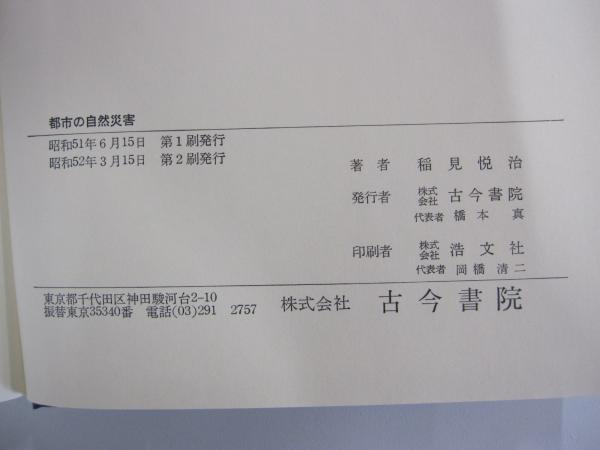 都市の自然災害
昭和51年6月15日 第1刷発行
昭和52年3月15日 第2刷発行
著者 稲見悦治
発行者 株式会社 古今書院
代表者 橋本真
印刷者 株式会社 浩文社
代表者 岡橋清二
東京都千代田区神田駿河台2-10
振替東京35340番 電話(03)291 2757
株式会社 古今書院